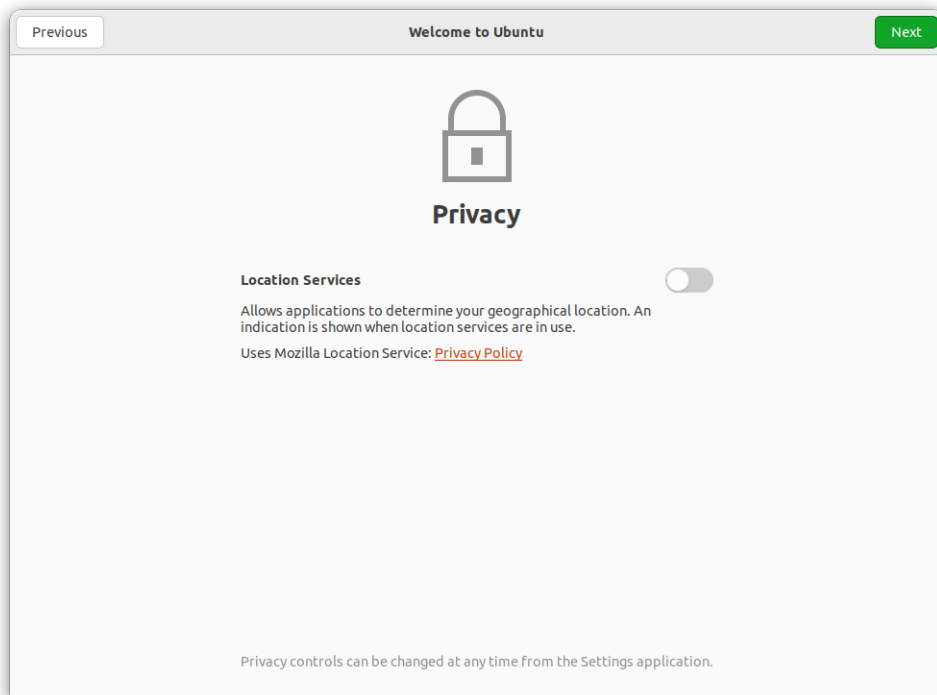 Previous
Welcome to Ubuntu
Next
Privacy
Location Services
Allows applications to determine your geographical location. An
indication is shown when location services are in use.
Uses Mozilla Location Service: Privacy Policy
Privacy controls can be changed at any time from the Settings application.